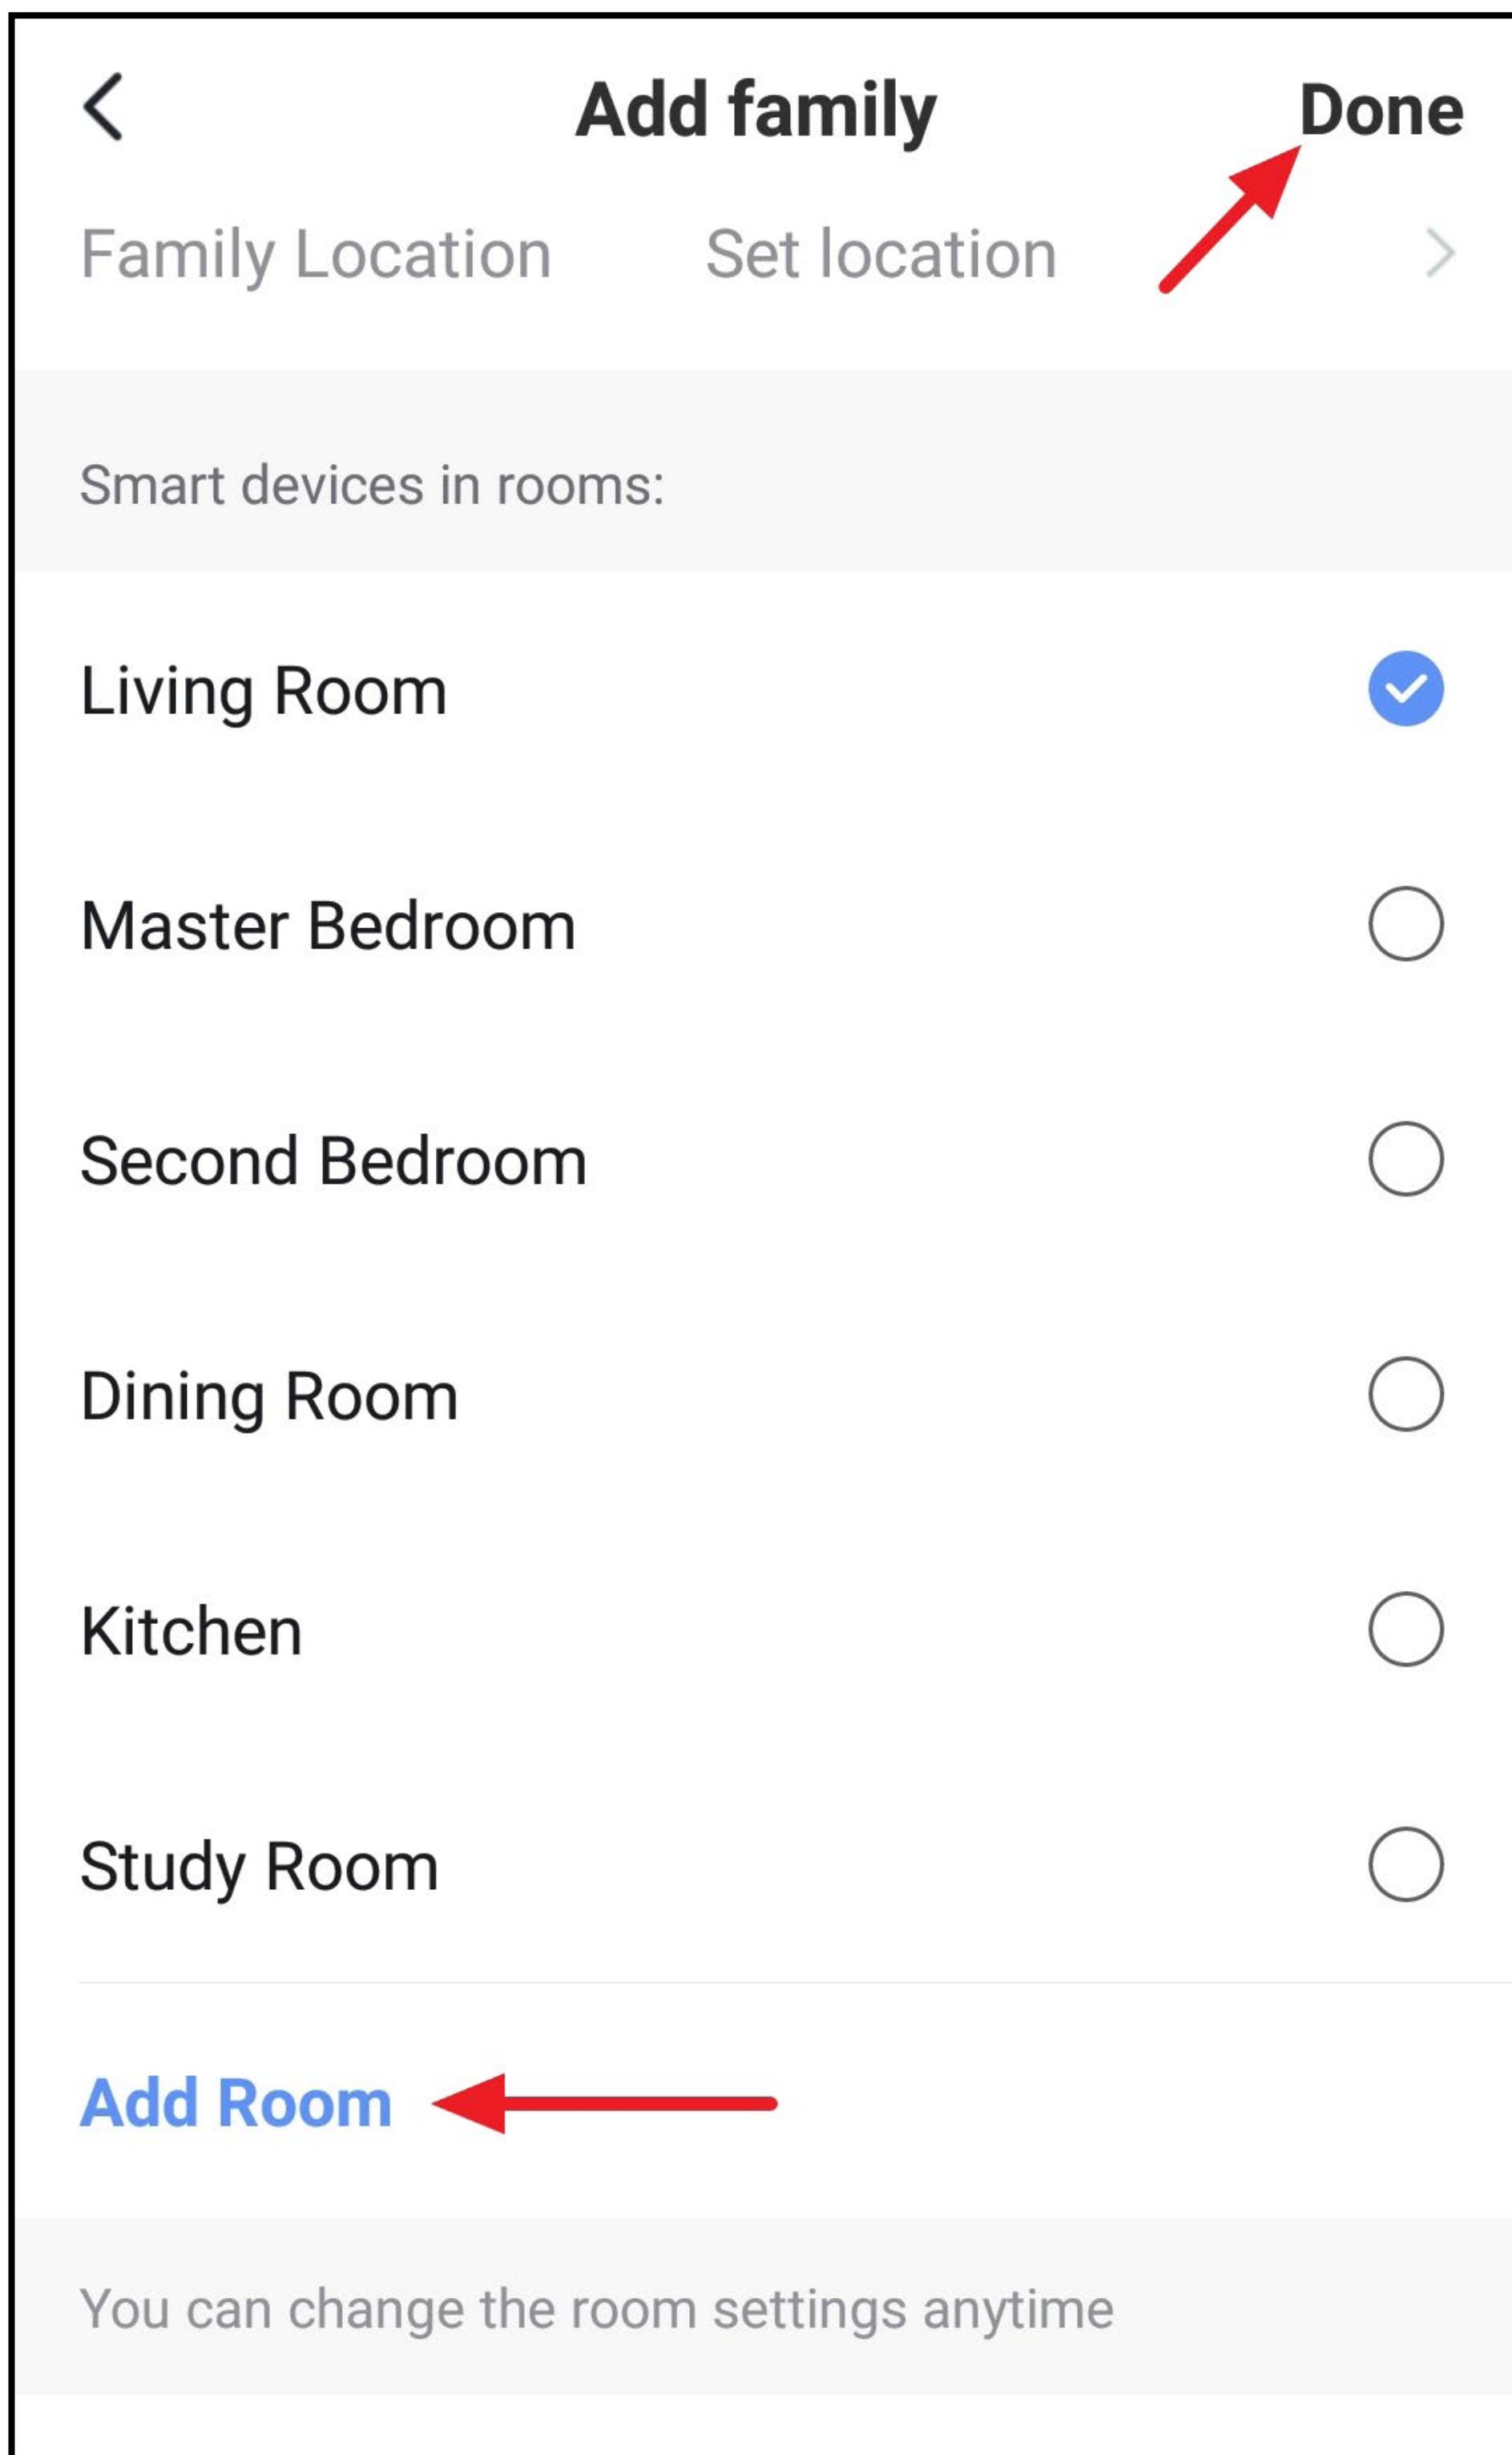 Add family Done
Family Location Set location
Smart devices in rooms:
Living Room
Master Bedroom
Second Bedroom
Dining Room
Kitchen
Study Room
Add Room
You can change the room settings anytime